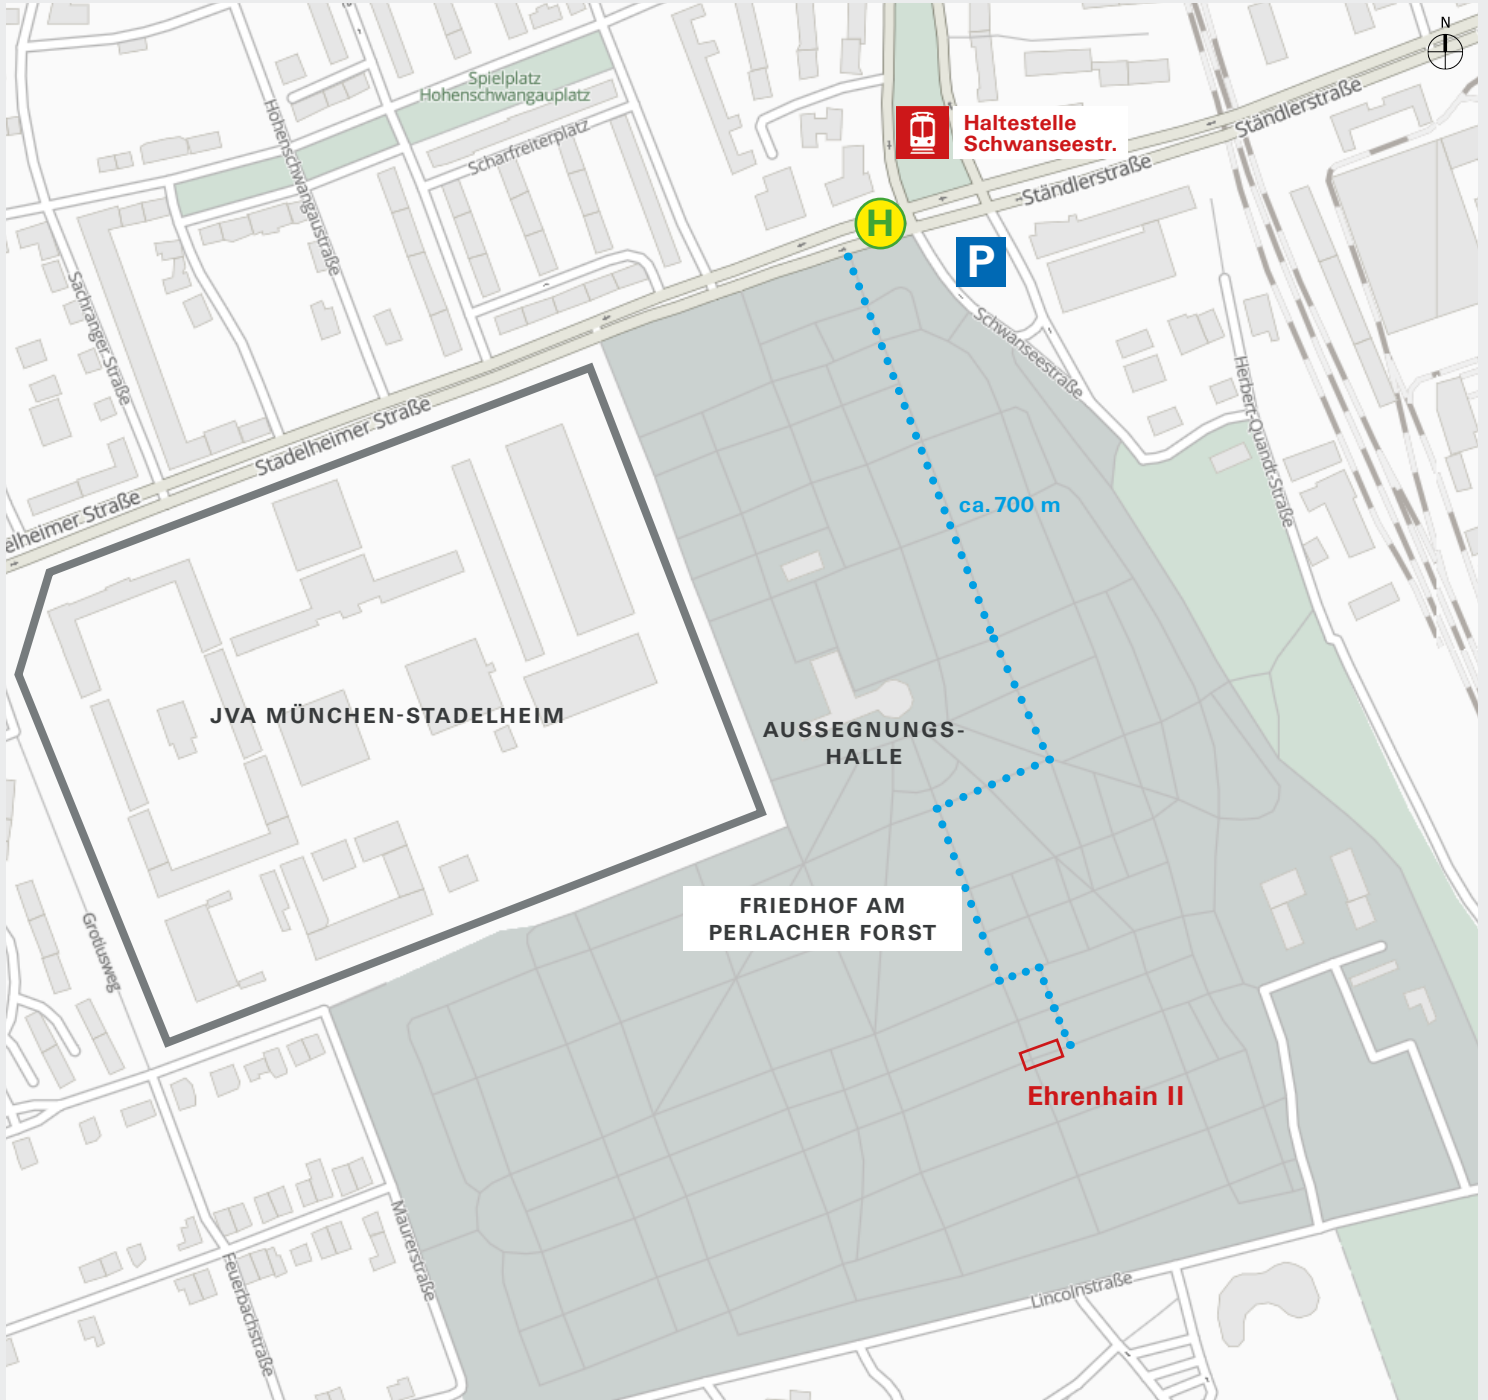 N
Spielplatz
Hohenschwangauplatz
Haltestelle
Schwanseestr.
Ständlerstraße
Hohenschwangaustraße
Scharfreiterplatz
Ständlerstraße
H
P
Sachranger Straße
Schwanseestraße
Herbert-Quandt-Straße
Stadelheimer Straße
elheimer Straße
ca. 700 m
JVA MÜNCHEN-STADELHEIM
AUSSEGNUNGS-
HALLE
FRIEDHOF AM
PERLACHER FORST
Grotiusweg
Ehrenhain II
Maurerstraße
Feuerbachstraße
Lincolnstraße